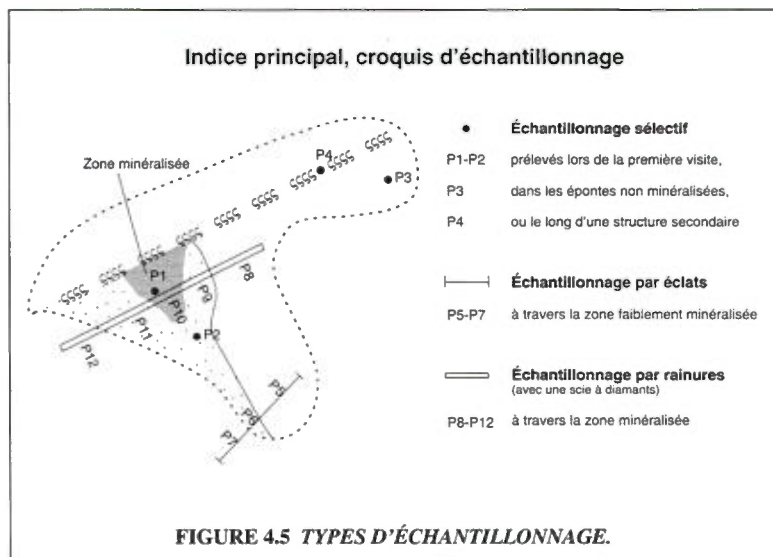 Indice principal, croquis d'échantillonnage
Zone minéralisée
P4
P3
P1
P8
P9
P10
P2
P11
P12
P5
P6
P7
Échantillonnage sélectif
P1-P2 prélevés lors de la première visite,
P3 dans les épontes non minéralisées,
P4 ou le long d'une structure secondaire
Échantillonnage par éclats
P5-P7 à travers la zone faiblement minéralisée
Échantillonnage par rainures
(avec une scie à diamants)
P8-P12 à travers la zone minéralisée
FIGURE 4.5 TYPES D'ÉCHANTILLONNAGE.